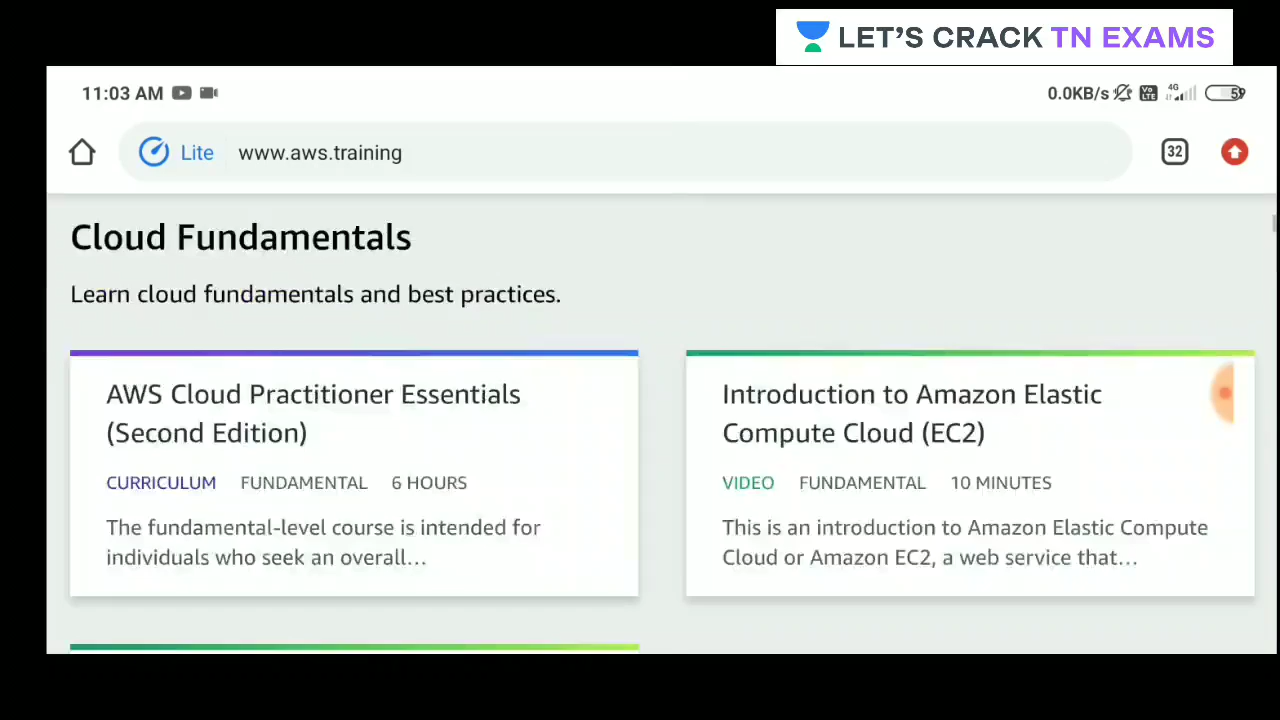 LET'S CRACK TN EXAMS
11:03 AM
0.0KB/s Vo LTE 4G 59
Lite www.aws.training 32
Cloud Fundamentals
Learn cloud fundamentals and best practices.
AWS Cloud Practitioner Essentials
(Second Edition)
CURRICULUM FUNDAMENTAL 6 HOURS
The fundamental-level course is intended for
individuals who seek an overall...
Introduction to Amazon Elastic
Compute Cloud (EC2)
VIDEO FUNDAMENTAL 10 MINUTES
This is an introduction to Amazon Elastic Compute
Cloud or Amazon EC2, a web service that...